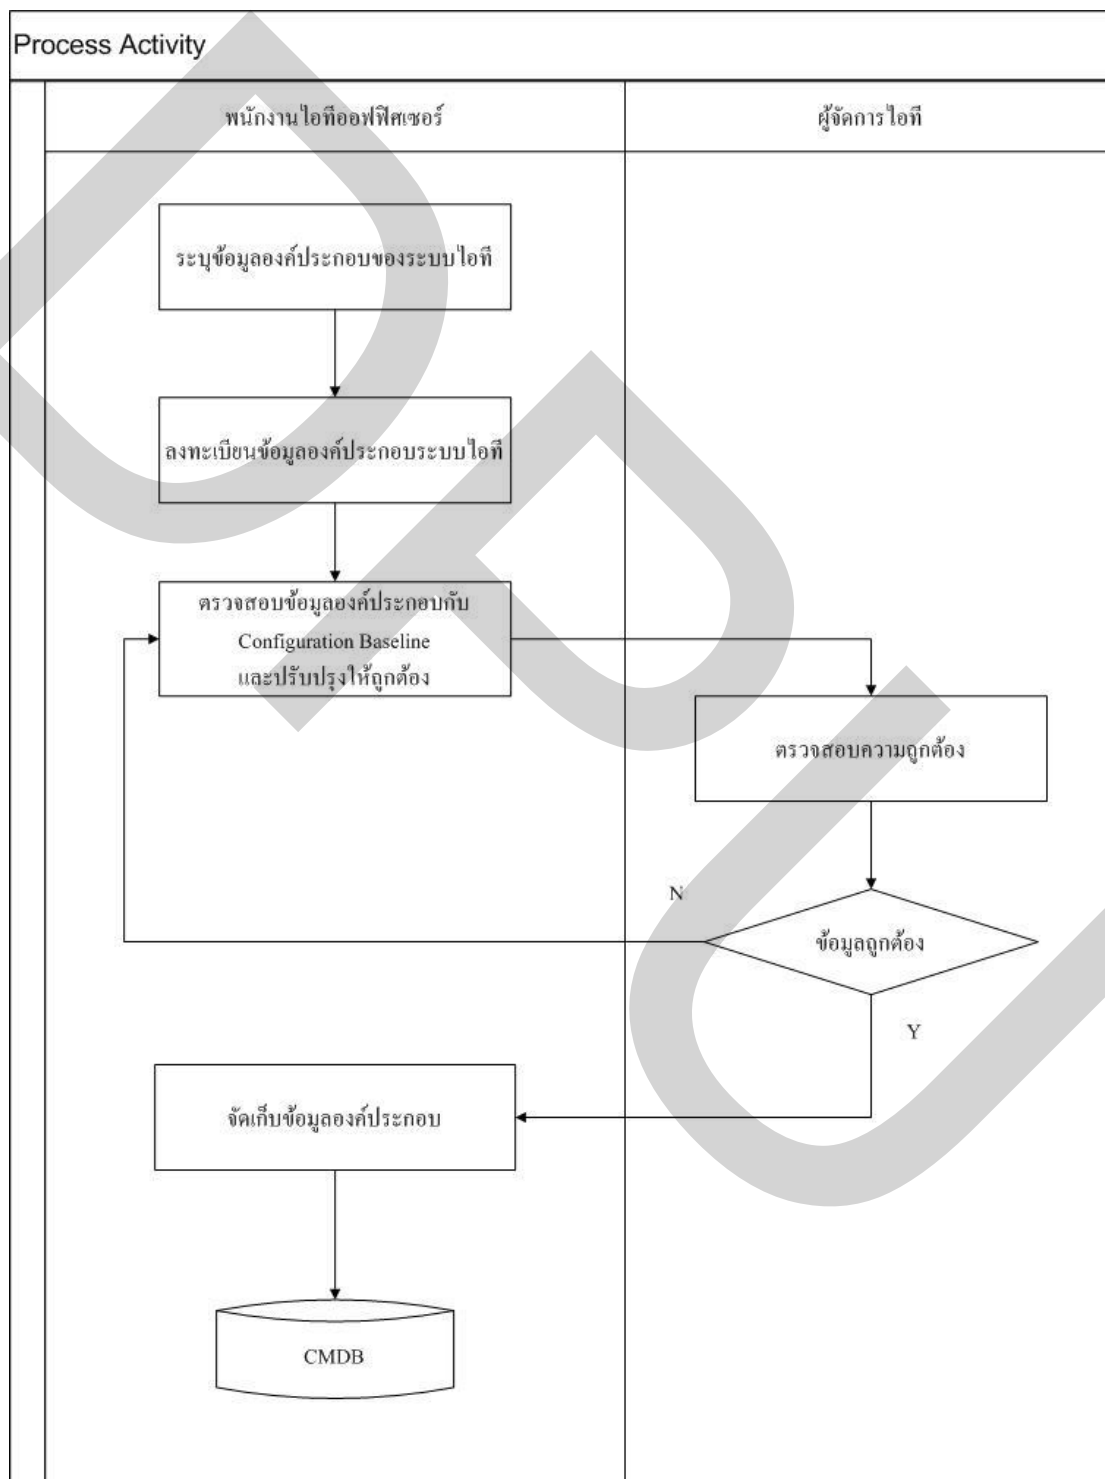 Process Activity
พนักงานไอทีออฟฟิศเซอร์
ผู้จัดการไอที
ระบุข้อมูลองค์ประกอบของระบบไอที
ลงทะเบียนข้อมูลองค์ประกอบระบบไอที
ตรวจสอบข้อมูลองค์ประกอบกับ
Configuration Baseline
และปรับปรุงให้ถูกต้อง
ตรวจสอบความถูกต้อง
N
ข้อมูลถูกต้อง
Y
จัดเก็บข้อมูลองค์ประกอบ
CMDB
DPU